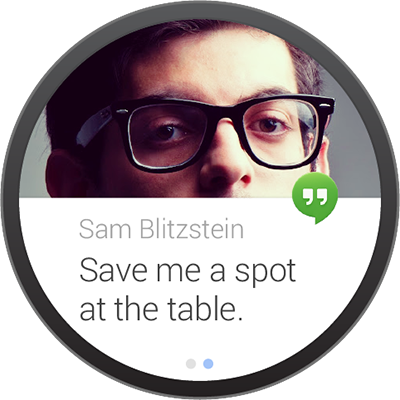 Sam Blitzstein
Save me a spot
at the table.